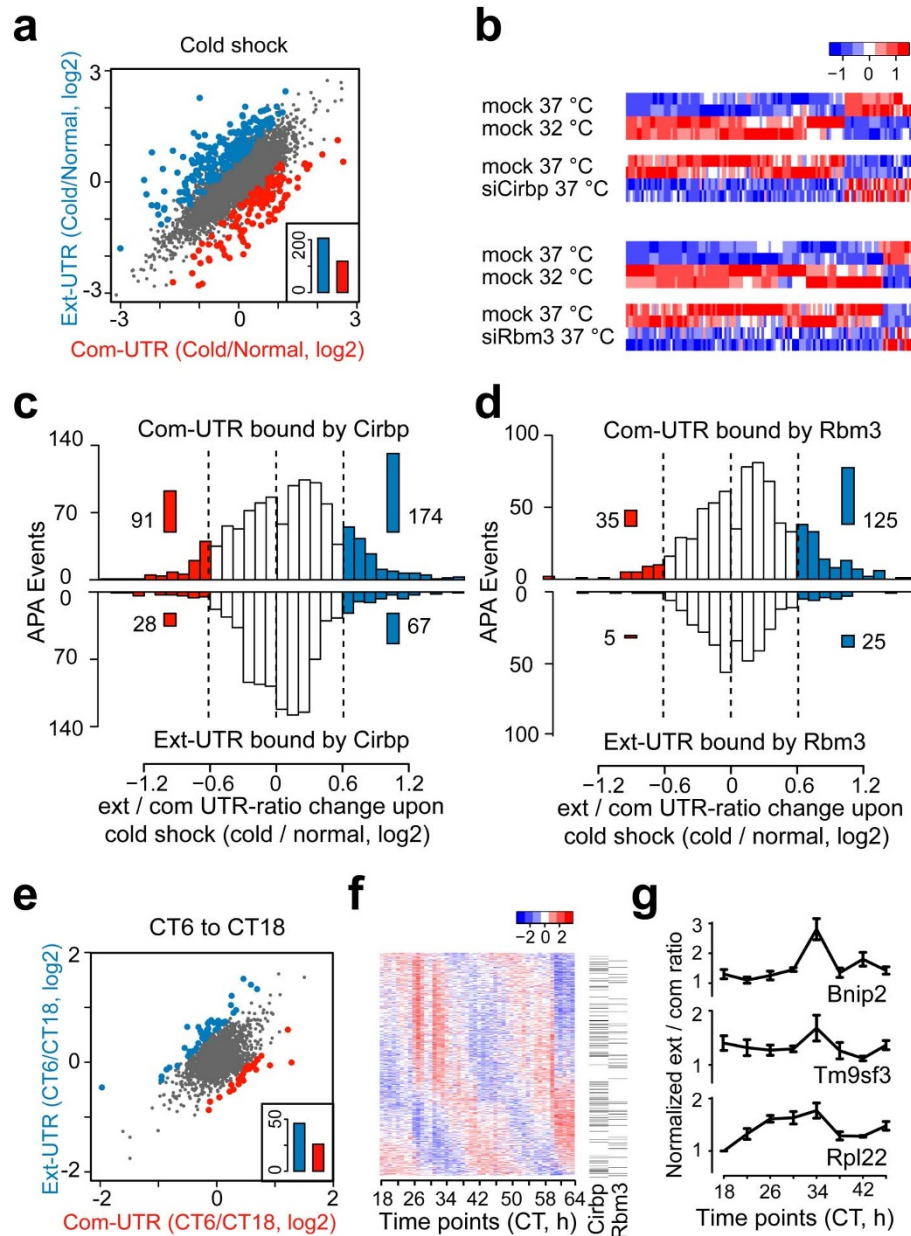 a
Cold shock
Ext-UTR (Cold/Normal, log2)
3
0
-3
200
0
-3
0
3
Com-UTR (Cold/Normal, log2)
b
−1 1
mock 37 °C
mock 32 °C
mock 37 °C
siCirbp 37 °C
mock 37 °C
mock 32 °C
mock 37 °C
siRbm3 37 °C
c
APA Events
140
70
0
0
70
140
Com-UTR bound by Cirbp
91
174
28
67
Ext-UTR bound by Cirbp
−1.2 −0.6 0 0.6 1.2
ext / com UTR-ratio change upon
cold shock (cold / normal, log2)
d
APA Events
100
50
0
0
50
100
Com-UTR bound by Rbm3
35
125
5
25
Ext-UTR bound by Rbm3
−1.2 −0.6 0 0.6 1.2
ext / com UTR-ratio change upon
cold shock (cold / normal, log2)
e
CT6 to CT18
Ext-UTR (CT6/CT18, log2)
2
0
-2
50
0
−2 0 2
Com-UTR (CT6/CT18, log2)
f
−2 0 2
18 26 34 42 50 58 64
Time points (CT, h)
Cirbp
Rbm3
g
Normalized ext / com ratio
3
2
1
Bnip2
2
1
Tm9sf3
2
1
Rpl22
18 26 34 42
Time points (CT, h)